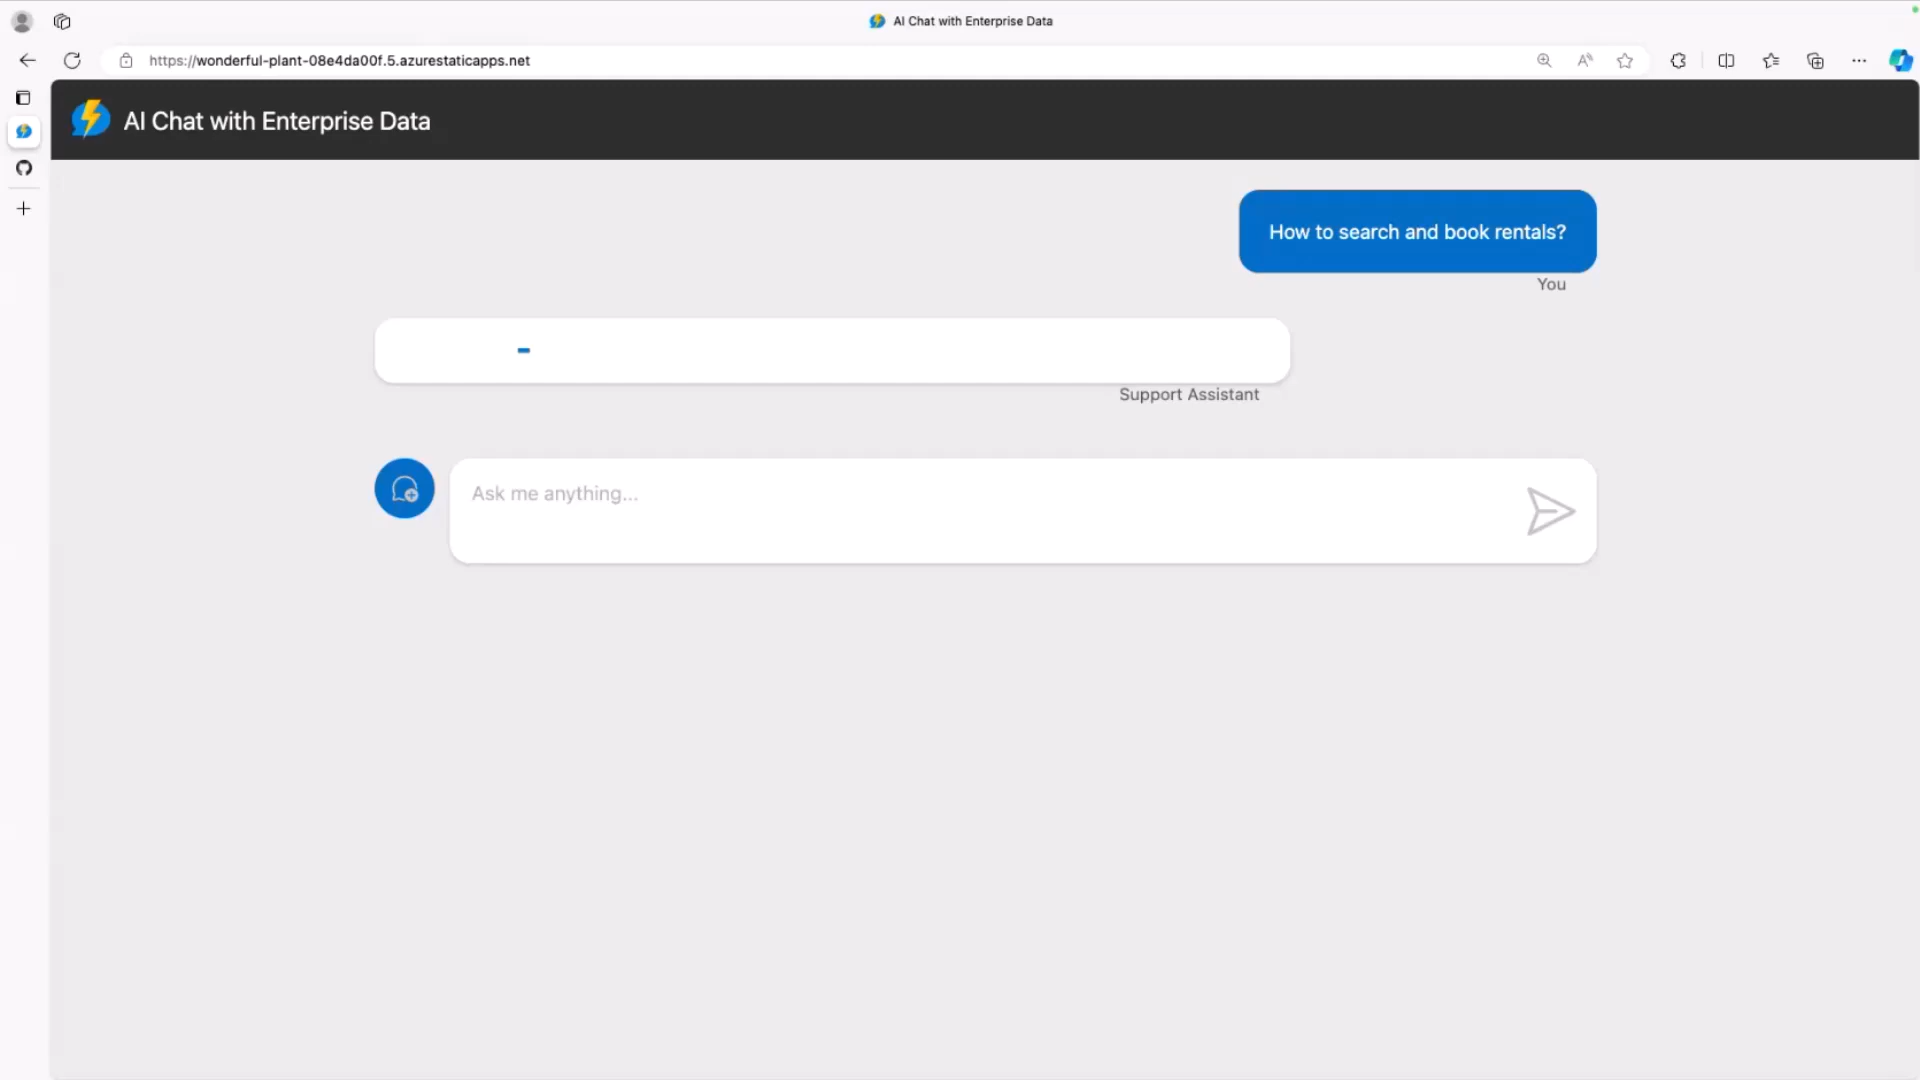 AI Chat with Enterprise Data
https://wonderful-plant-08e4da00f.5.azurestaticapps.net
AI Chat with Enterprise Data
How to search and book rentals?
You
Support Assistant
Ask me anything...